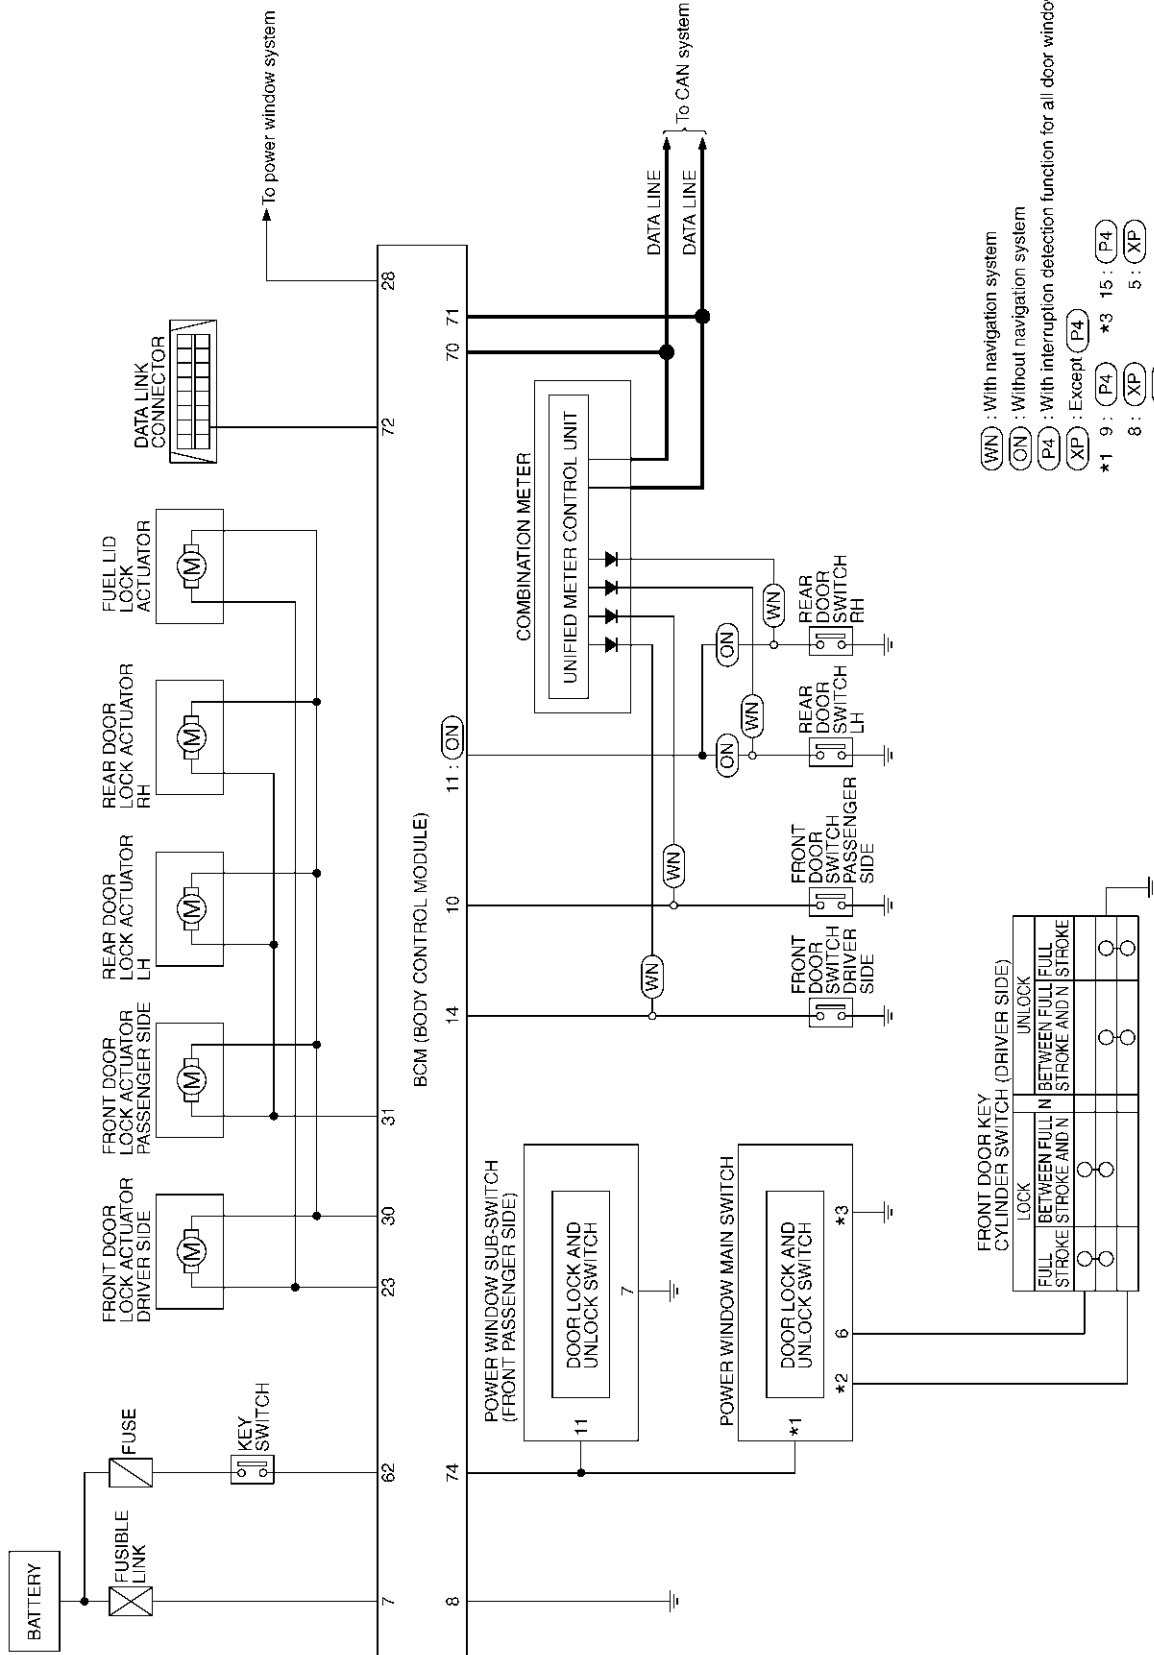 BATTERY
FUSIBLE
LINK
FUSE
KEY
SWITCH
FRONT DOOR
LOCK ACTUATOR
DRIVER SIDE
FRONT DOOR
LOCK ACTUATOR
PASSENGER SIDE
REAR DOOR
LOCK ACTUATOR
LH
REAR DOOR
LOCK ACTUATOR
RH
FUEL LID
LOCK
ACTUATOR
M
M
M
M
M
DATA LINK
CONNECTOR
To power window system
7
62
23
30
31
72
28
BCM (BODY CONTROL MODULE)
8
74
14
10
11 : ON
70
71
POWER WINDOW SUB-SWITCH
(FRONT PASSENGER SIDE)
DOOR LOCK AND
UNLOCK SWITCH
11
7
POWER WINDOW MAIN SWITCH
DOOR LOCK AND
UNLOCK SWITCH
*1
*2
6
*3
COMBINATION METER
UNIFIED METER CONTROL UNIT
DATA LINE
DATA LINE
To CAN system
WN
WN
ON
WN
ON
WN
FRONT
DOOR
SWITCH
DRIVER
SIDE
FRONT
DOOR
SWITCH
PASSENGER
SIDE
REAR
DOOR
SWITCH
LH
REAR
DOOR
SWITCH
RH
FRONT DOOR KEY
CYLINDER SWITCH (DRIVER SIDE)
LOCK
UNLOCK
FULL
STROKE
BETWEEN FULL
STROKE AND N
N
BETWEEN FULL
STROKE AND N
FULL
STROKE
WN : With navigation system
ON : Without navigation system
P4 : With interruption detection function for all door
XP : Except P4
*1 9 : P4 *3 15 : P4
8 : XP 5 : XP